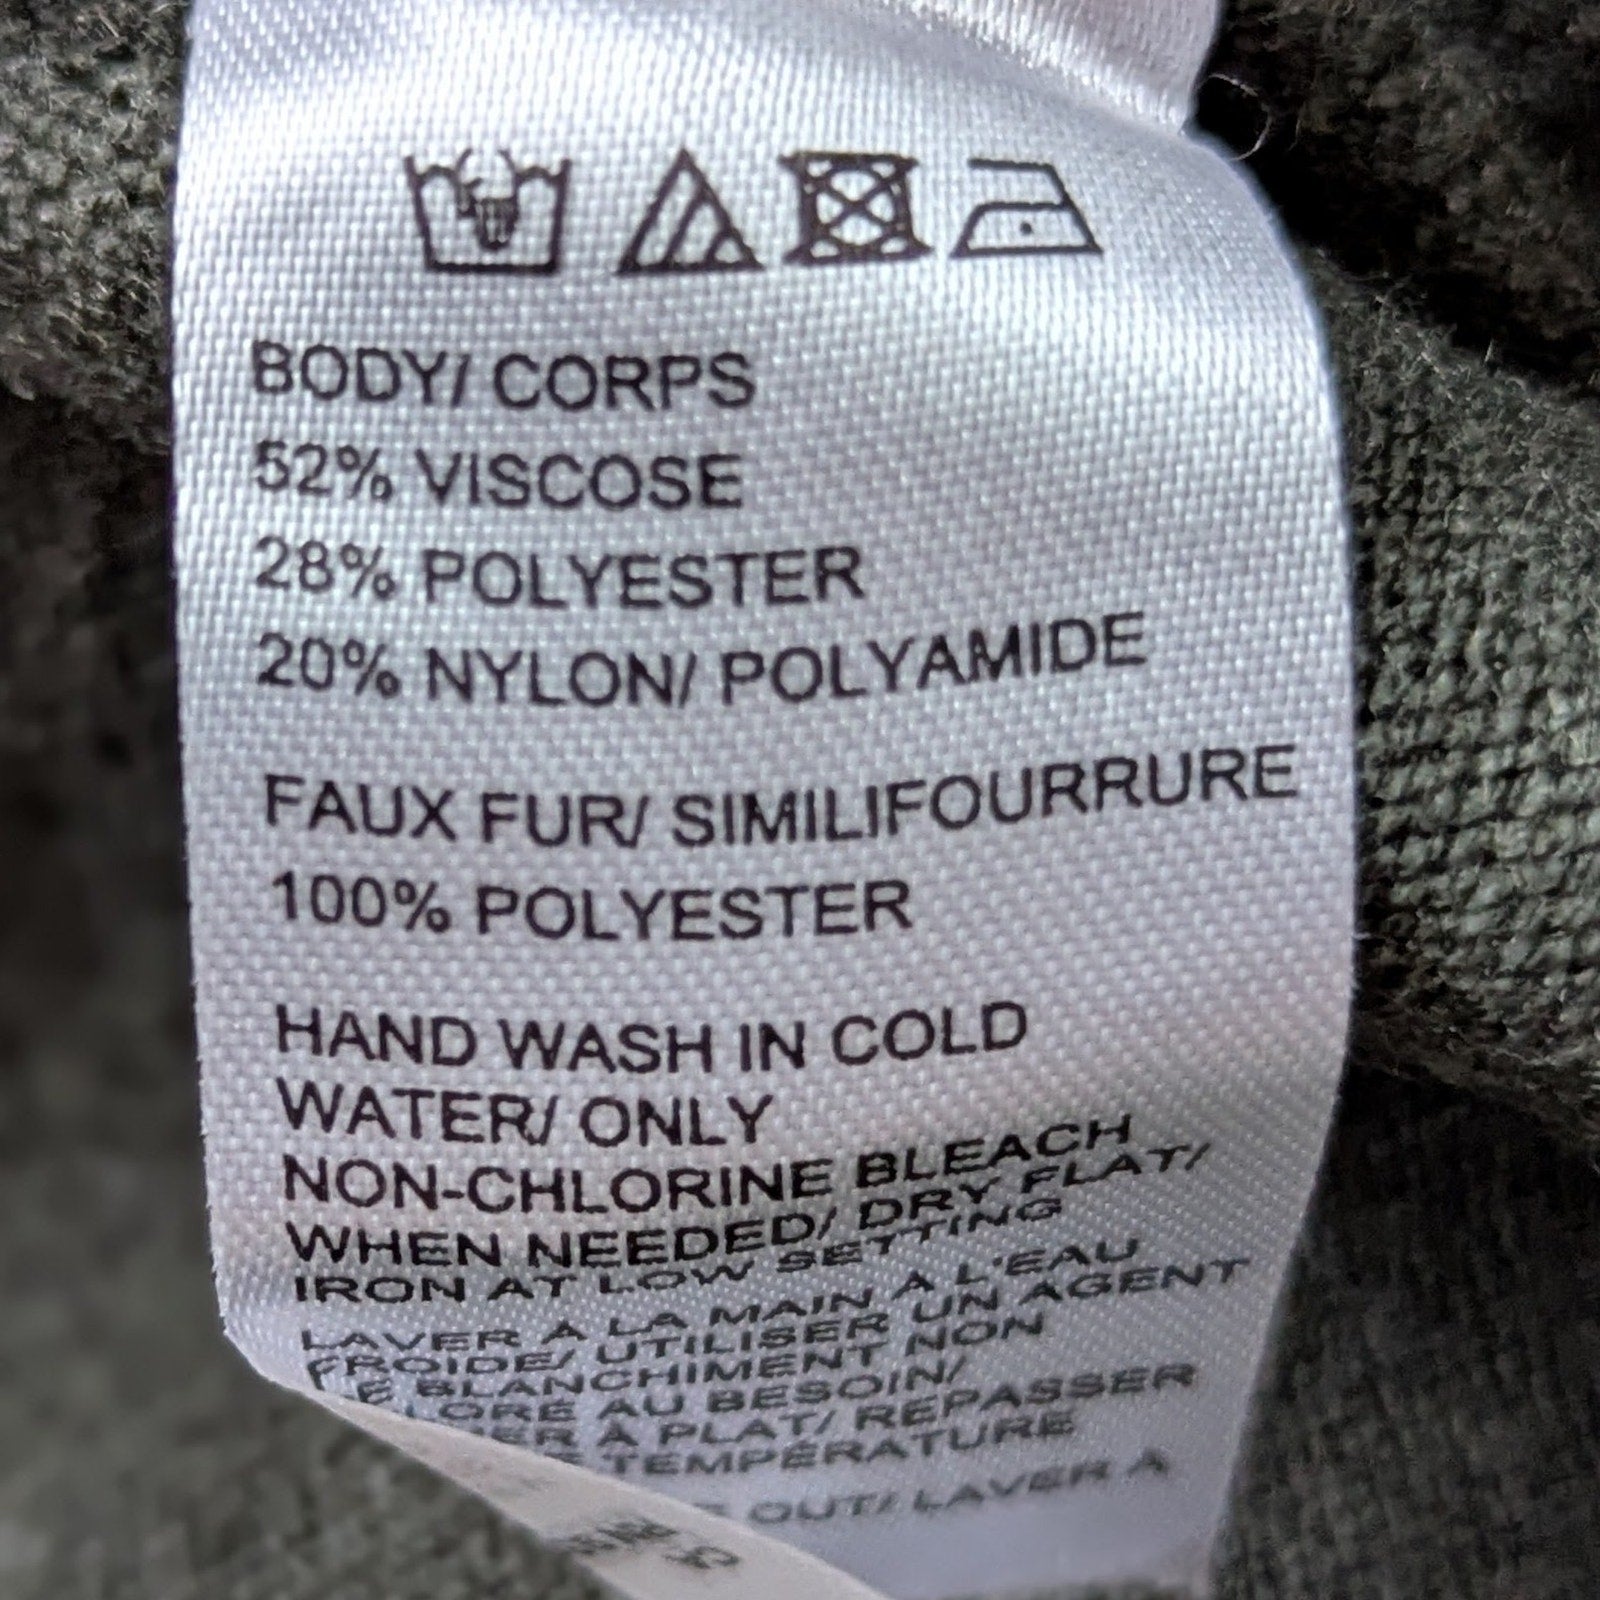 BODY/ CORPS
52% VISCOSE
28% POLYESTER
20% NYLON/ POLYAMIDE
FAUX FUR/ SIMILIFOURRURE
100% POLYESTER
HAND WASH IN COLD
WATER/ ONLY
NON-CHLORINE BLEACH
WHEN NEEDED/ DRY FLAT/
IRON AT LOW SETTING
LAVER A LA MAIN A L'EAU
FROIDE/ UTILISER UN AGENT
BLANCHIMENT NON
AU BESOIN/
A PLAT/ REPASSER
TEMPÉRATURE
OUT/ LAVER A
CA
RN